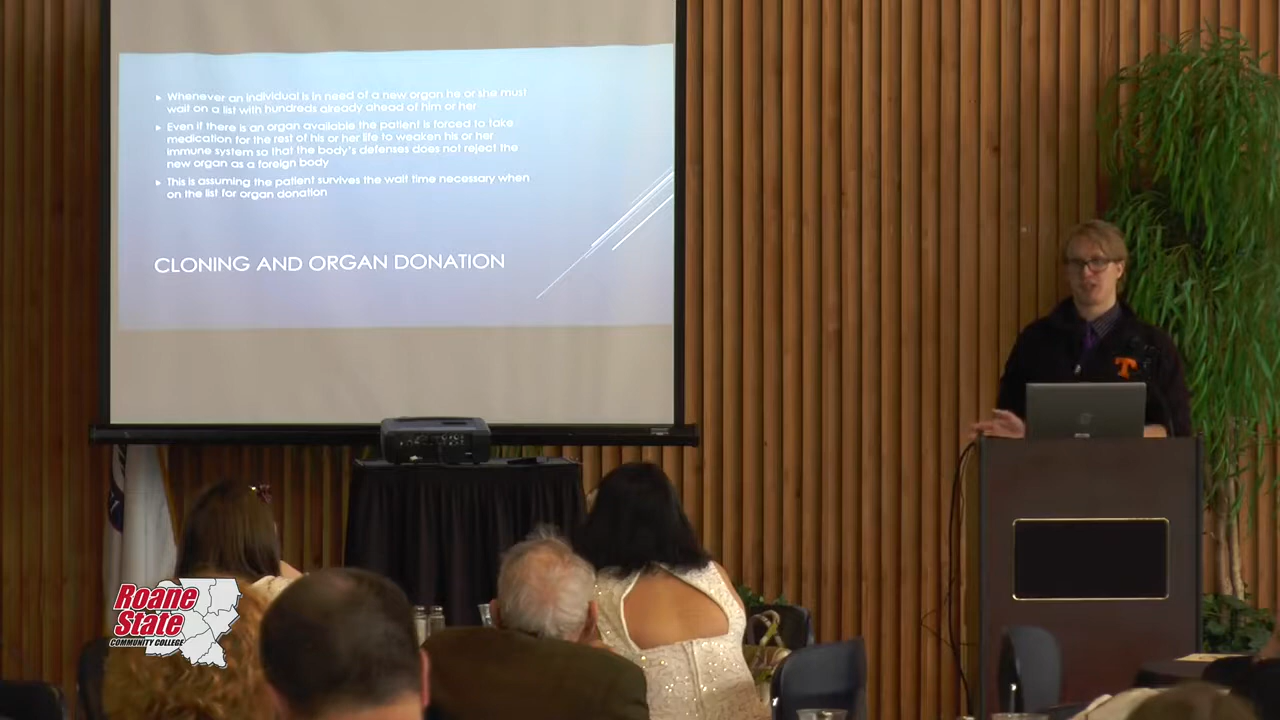 Whenever an individual is in need of a new organ he or she must
wait on a list with hundreds already ahead of him or her
Even if there is an organ available the patient is forced to take
medication for the rest of his or her life to weaken his or her
immune system so that the body's defenses does not reject the
new organ as a foreign body
This is assuming the patient survives the wait time necessary when
on the list for organ donation
CLONING AND ORGAN DONATION
T
Roane
State
COMMUNITY COLLEGE